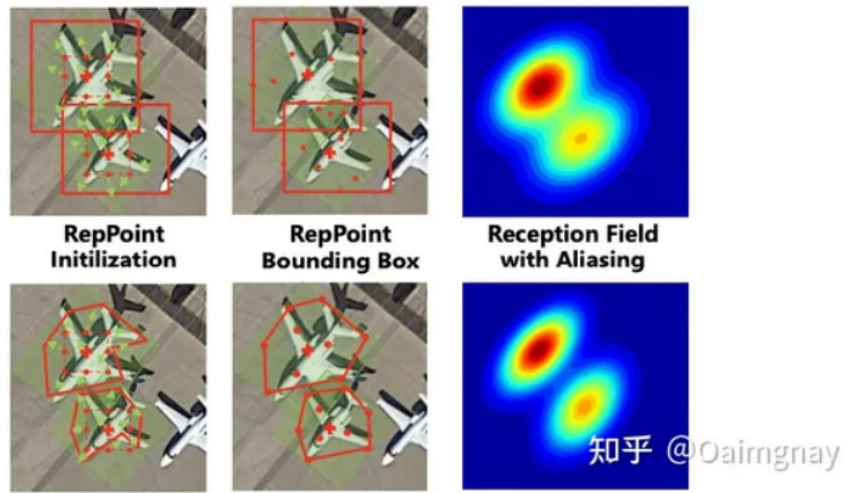 RepPoint
Initilization
RepPoint
Bounding Box
Reception Field
with Aliasing
知乎 @Oaimgnay